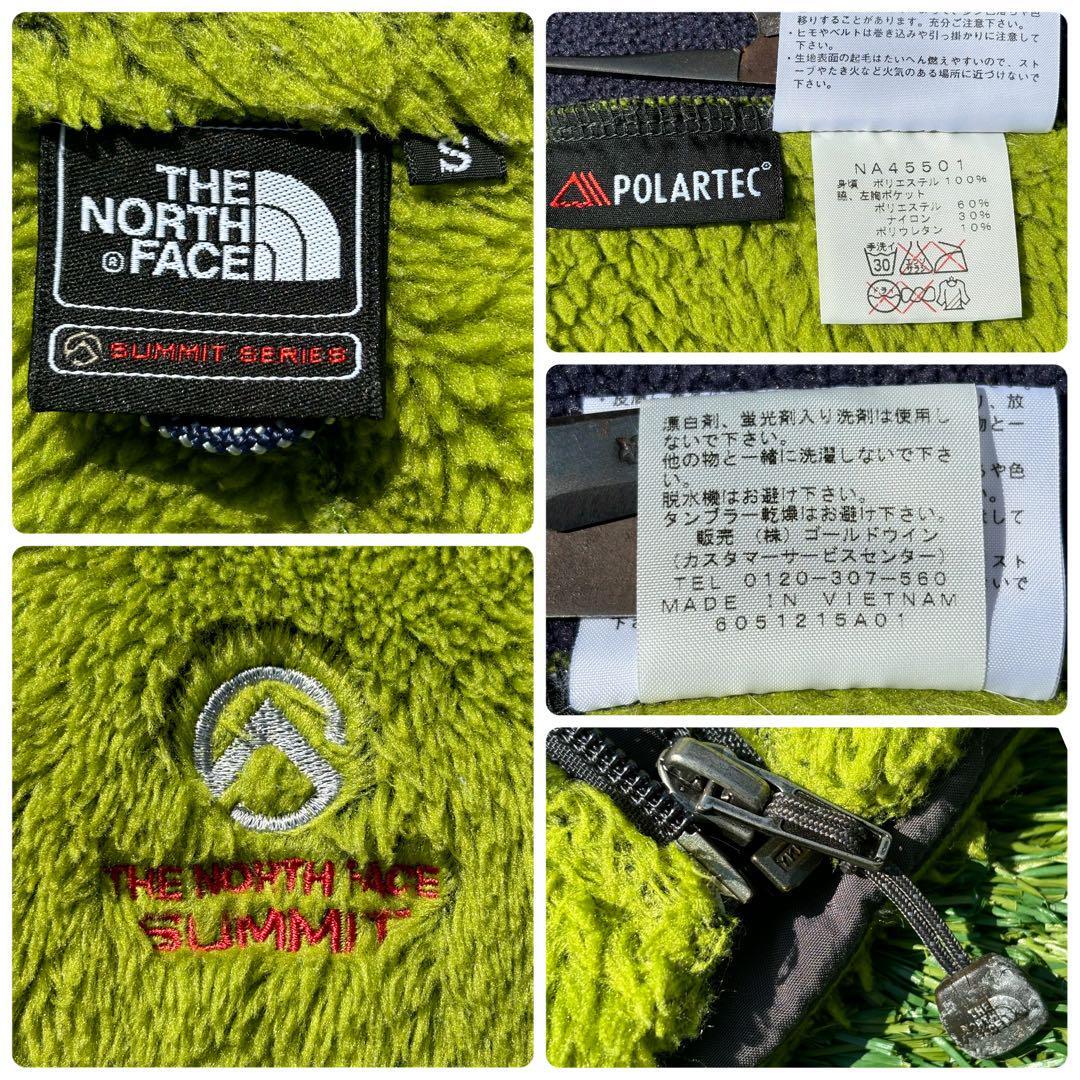 THE
NORTH
FACE
®
SUMMIT SERIES
S
移りすることがあります。充分ご注意下さい。
・ヒモやベルトは巻き込みや引っ掛かりに注意して
下さい。
・生地表面の起毛はたいへん燃えやすいので、スト
ーブやたき火など火気のある場所に近づけないで
下さい。
POLARTEC®
NA45501
身頃 ポリエステル100%
脇、左胸ポケット
ポリエステル 60%
ナイロン 30%
ポリウレタン 10%
手洗イ
30
ドライ
漂白剤、蛍光剤入り洗剤は使用し
ないで下さい。
他の物と一緒に洗濯しないで下さ
い。
脱水機はお避け下さい。
タンブラー乾燥はお避け下さい。
販売 (株)ゴールドウイン
(カスタマーサービスセンター)
TEL 0120-307-560
MADE IN VIETNAM
6051215A01
THE NORTH FACE
SUMMIT
YKK
THE
NORTH
FACE